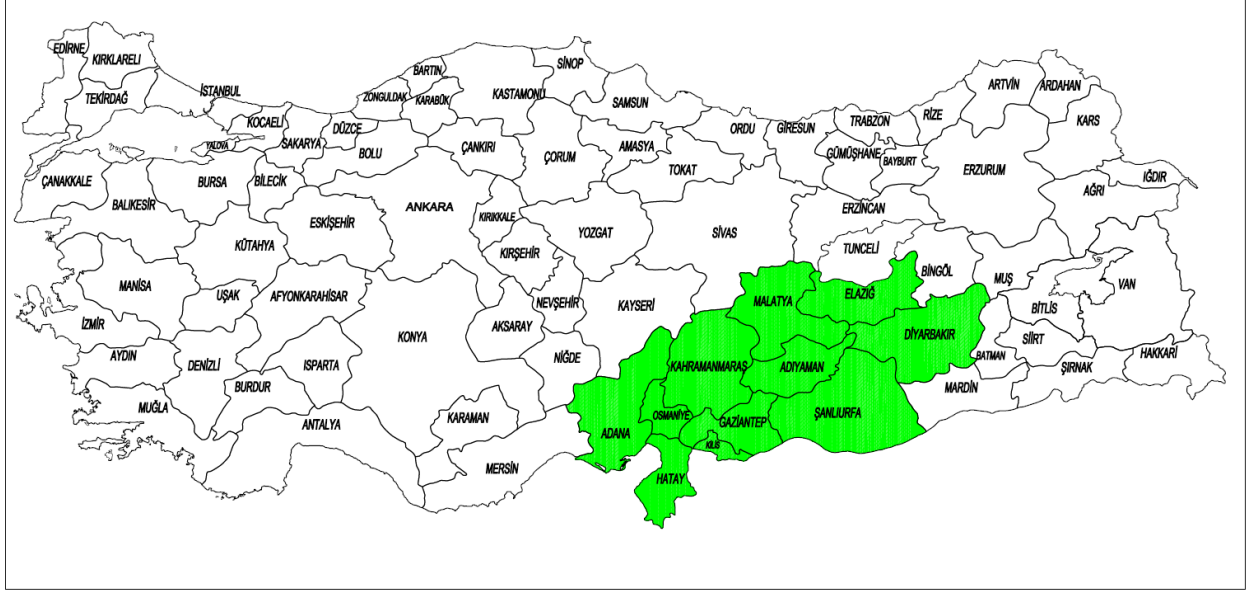 EDİRNE
KIRKLARELİ
TEKİRDAĞ
İSTANBUL
KOCAELİ
YALOVA
SAKARYA
DÜZCE
BOLU
ZONGULDAK
BARTIN
KARABÜK
KASTAMONU
SİNOP
SAMSUN
ÇANKIRI
ÇORUM
AMASYA
TOKAT
ORDU
GİRESUN
TRABZON
GÜMÜŞHANE
BAYBURT
RİZE
ARTVİN
ARDAHAN
KARS
ERZURUM
IĞDIR
AĞRI
ÇANAKKALE
BALIKESİR
BURSA
BİLECİK
ESKİŞEHİR
ANKARA
KIRIKKALE
KIRŞEHİR
YOZGAT
SİVAS
ERZİNCAN
TUNCELİ
BİNGÖL
MUŞ
BİTLİS
VAN
KÜTAHYA
MANİSA
UŞAK
AFYONKARAHİSAR
KONYA
AKSARAY
NEVŞEHİR
KAYSERİ
MALATYA
ELAZIĞ
DİYARBAKIR
BATMAN
SİİRT
ŞIRNAK
HAKKARİ
İZMİR
AYDIN
DENİZLİ
BURDUR
ISPARTA
NİĞDE
KAHRAMANMARAŞ
ADIYAMAN
MARDİN
MUĞLA
ANTALYA
KARAMAN
MERSİN
ADANA
OSMANİYE
GAZİANTEP
KİLİS
ŞANLIURFA
HATAY